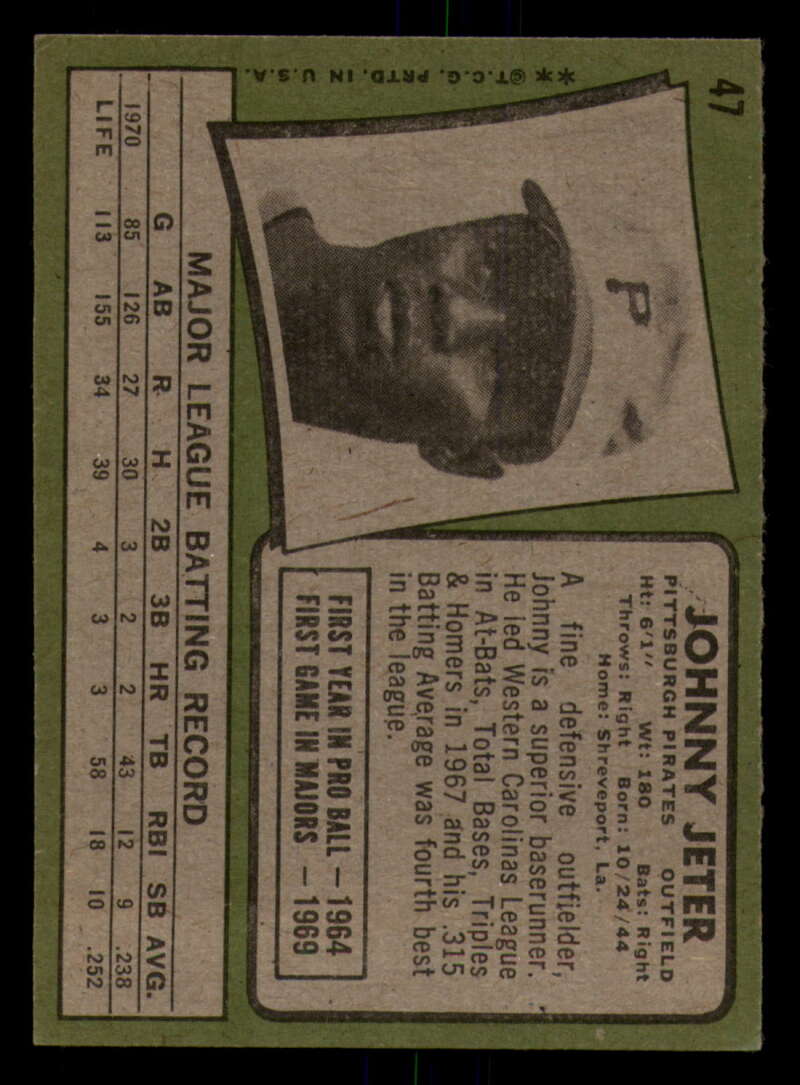 47
**©T.C.G. PRTD. IN U.S.A.
P
JOHNNY JETER
PITTSBURGH PIRATES OUTFIELD
Ht: 6'1" Wt: 180 Bats: Right
Throws: Right Born: 10/24/44
Home: Shreveport, La.
A fine defensive outfielder,
Johnny is a superior baserunner.
He led Western Carolinas League
in At-Bats, Total Bases, Triples
& Homers in 1967 and his .315
Batting Average was fourth best
in the league.
FIRST YEAR IN PRO BALL — 1964
FIRST GAME IN MAJORS — 1969
MAJOR LEAGUE BATTING RECORD
G AB R H 2B 3B HR TB RBI SB AVG.
1970 85 126 27 30 3 2 2 43 12 9 .238
LIFE 113 155 34 39 4 3 3 58 18 10 .252